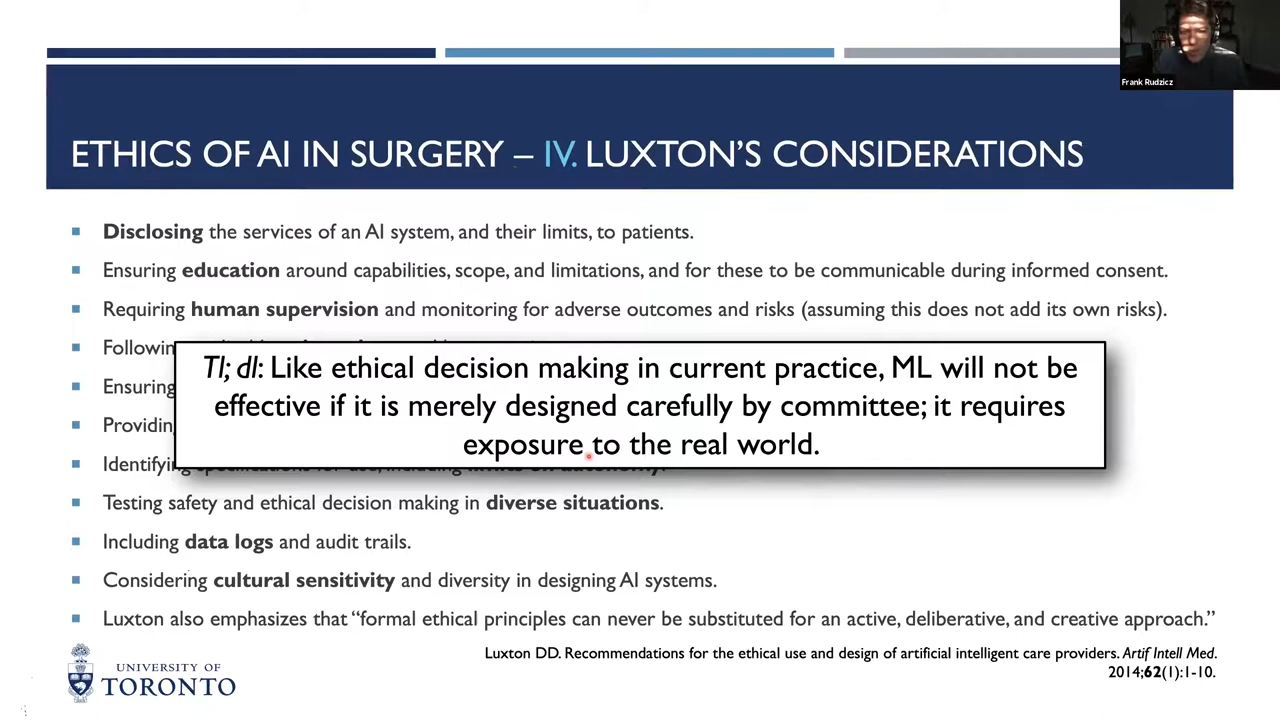 Frank Rudzicz
ETHICS OF AI IN SURGERY – IV. LUXTON'S CONSIDERATIONS
Disclosing the services of an AI system, and their limits, to patients.
Ensuring education around capabilities, scope, and limitations, and for these to be communicable during informed consent.
Requiring human supervision and monitoring for adverse outcomes and risks (assuming this does not add its own risks).
Tl; dl: Like ethical decision making in current practice, ML will not be
effective if it is merely designed carefully by committee; it requires
exposure to the real world.
Ensuring
Testing safety and ethical decision making in diverse situations.
Including data logs and audit trails.
Considering cultural sensitivity and diversity in designing AI systems.
Luxton also emphasizes that “formal ethical principles can never be substituted for an active, deliberative, and creative approach.”
Luxton DD. Recommendations for the ethical use and design of artificial intelligent care providers. Artif Intell Med.
2014;62(1):1-10.
UNIVERSITY OF
TORONTO